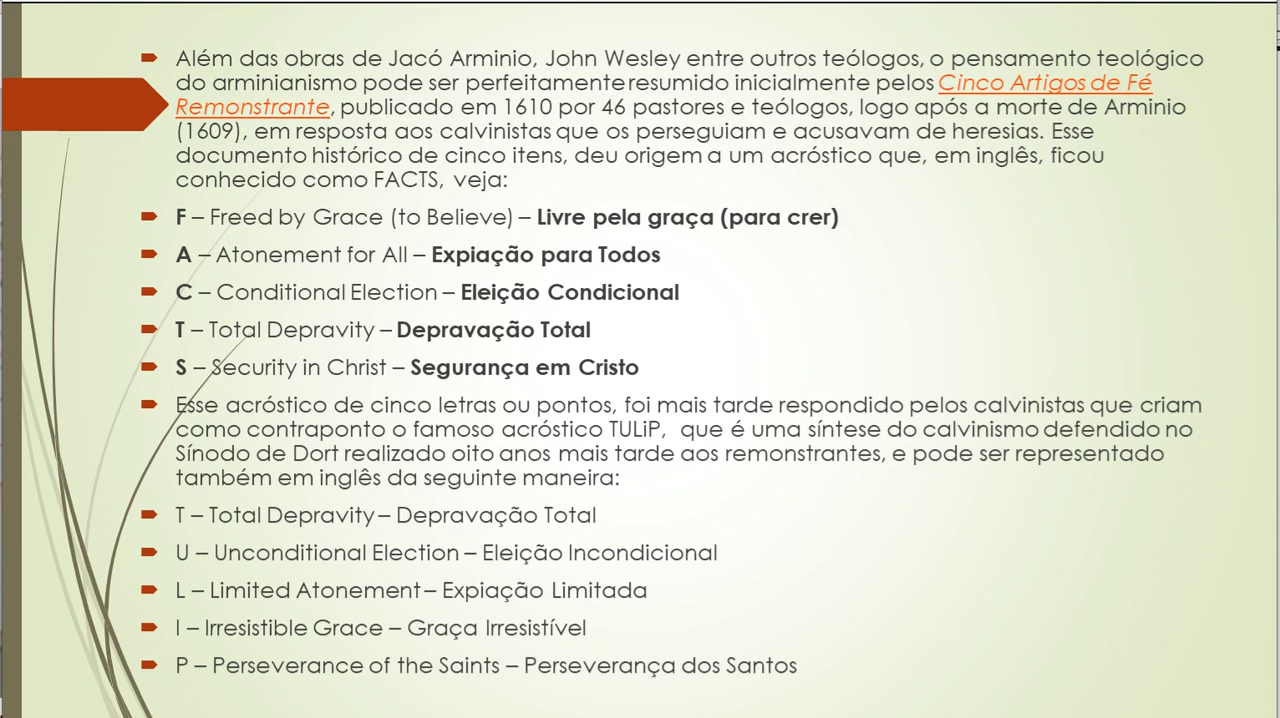 Além das obras de Jacó Arminio, John Wesley entre outros teólogos, o pensamento teológico
do arminianismo pode ser perfeitamente resumido inicialmente pelos Cinco Artigos de Fé
Remonstrante, publicado em 1610 por 46 pastores e teólogos, logo após a morte de Arminio
(1609), em resposta aos calvinistas que os perseguiam e acusavam de heresias. Esse
documento histórico de cinco itens, deu origem a um acróstico que, em inglês, ficou
conhecido como FACTS, veja:
F – Freed by Grace (to Believe) – Livre pela graça (para crer)
A – Atonement for All – Expiação para Todos
C – Conditional Election – Eleição Condicional
T – Total Depravity – Depravação Total
S – Security in Christ – Segurança em Cristo
Esse acróstico de cinco letras ou pontos, foi mais tarde respondido pelos calvinistas que criam
como contraponto o famoso acróstico TULiP, que é uma síntese do calvinismo defendido no
Sínodo de Dort realizado oito anos mais tarde aos remonstrantes, e pode ser representado
também em inglês da seguinte maneira:
T – Total Depravity – Depravação Total
U – Unconditional Election – Eleição Incondicional
L – Limited Atonement – Expiação Limitada
I – Irresistible Grace – Graça Irresistível
P – Perseverance of the Saints – Perseverança dos Santos